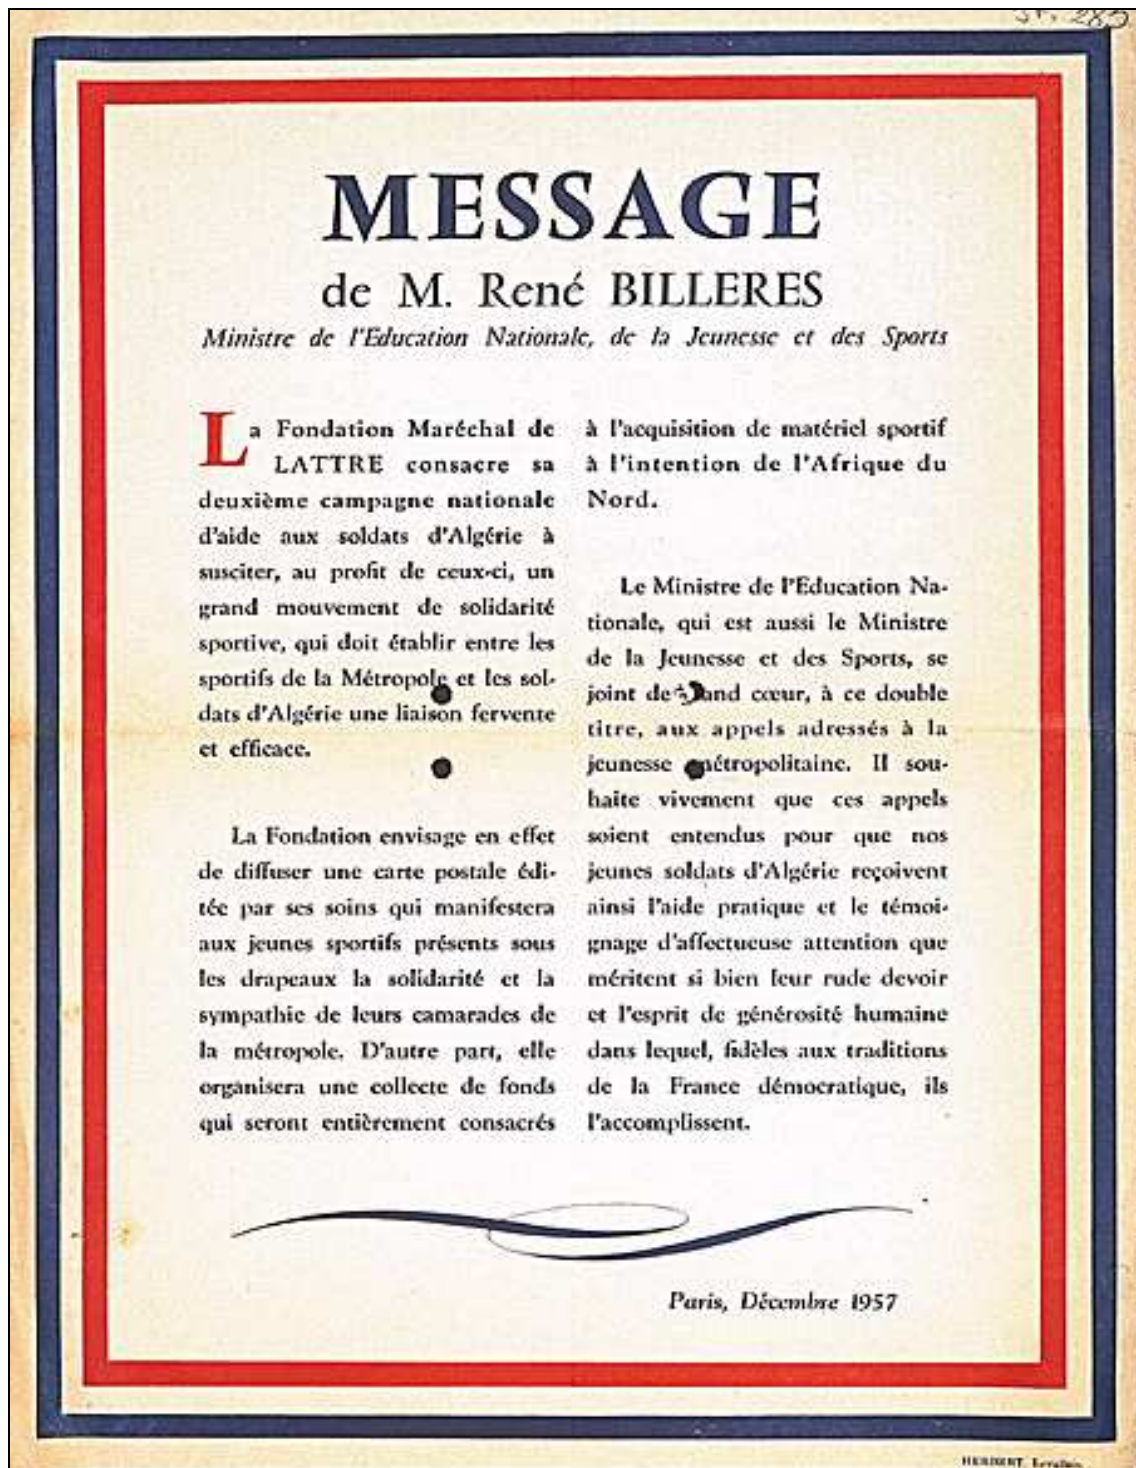 MESSAGE
de M. René BILLERES
Ministre de l'Education Nationale, de la Jeunesse et des Sports
La Fondation Maréchal de
LATTRE consacre sa
deuxième campagne nationale
d'aide aux soldats d'Algérie à
susciter, au profit de ceux-ci, un
grand mouvement de solidarité
sportive, qui doit établir entre les
sportifs de la Métropole et les sol-
dats d'Algérie une liaison fervente
et efficace.
La Fondation envisage en effet
de diffuser une carte postale édi-
tée par ses soins qui manifestera
aux jeunes sportifs présents sous
les drapeaux la solidarité et la
sympathie de leurs camarades de
la métropole. D'autre part, elle
organisera une collecte de fonds
qui seront entièrement consacrés
à l'acquisition de matériel sportif
à l'intention de l'Afrique du
Nord.
Le Ministre de l'Education Na-
tionale, qui est aussi le Ministre
de la Jeunesse et des Sports, se
joint de grand cœur, à ce double
titre, aux appels adressés à la
jeunesse métropolitaine. Il sou-
haite vivement que ces appels
soient entendus pour que nos
jeunes soldats d'Algérie reçoivent
ainsi l'aide pratique et le témoi-
gnage d'affectueuse attention que
méritent si bien leur rude devoir
et l'esprit de générosité humaine
dans lequel, fidèles aux traditions
de la France démocratique, ils
l'accomplissent.
Paris, Décembre 1957